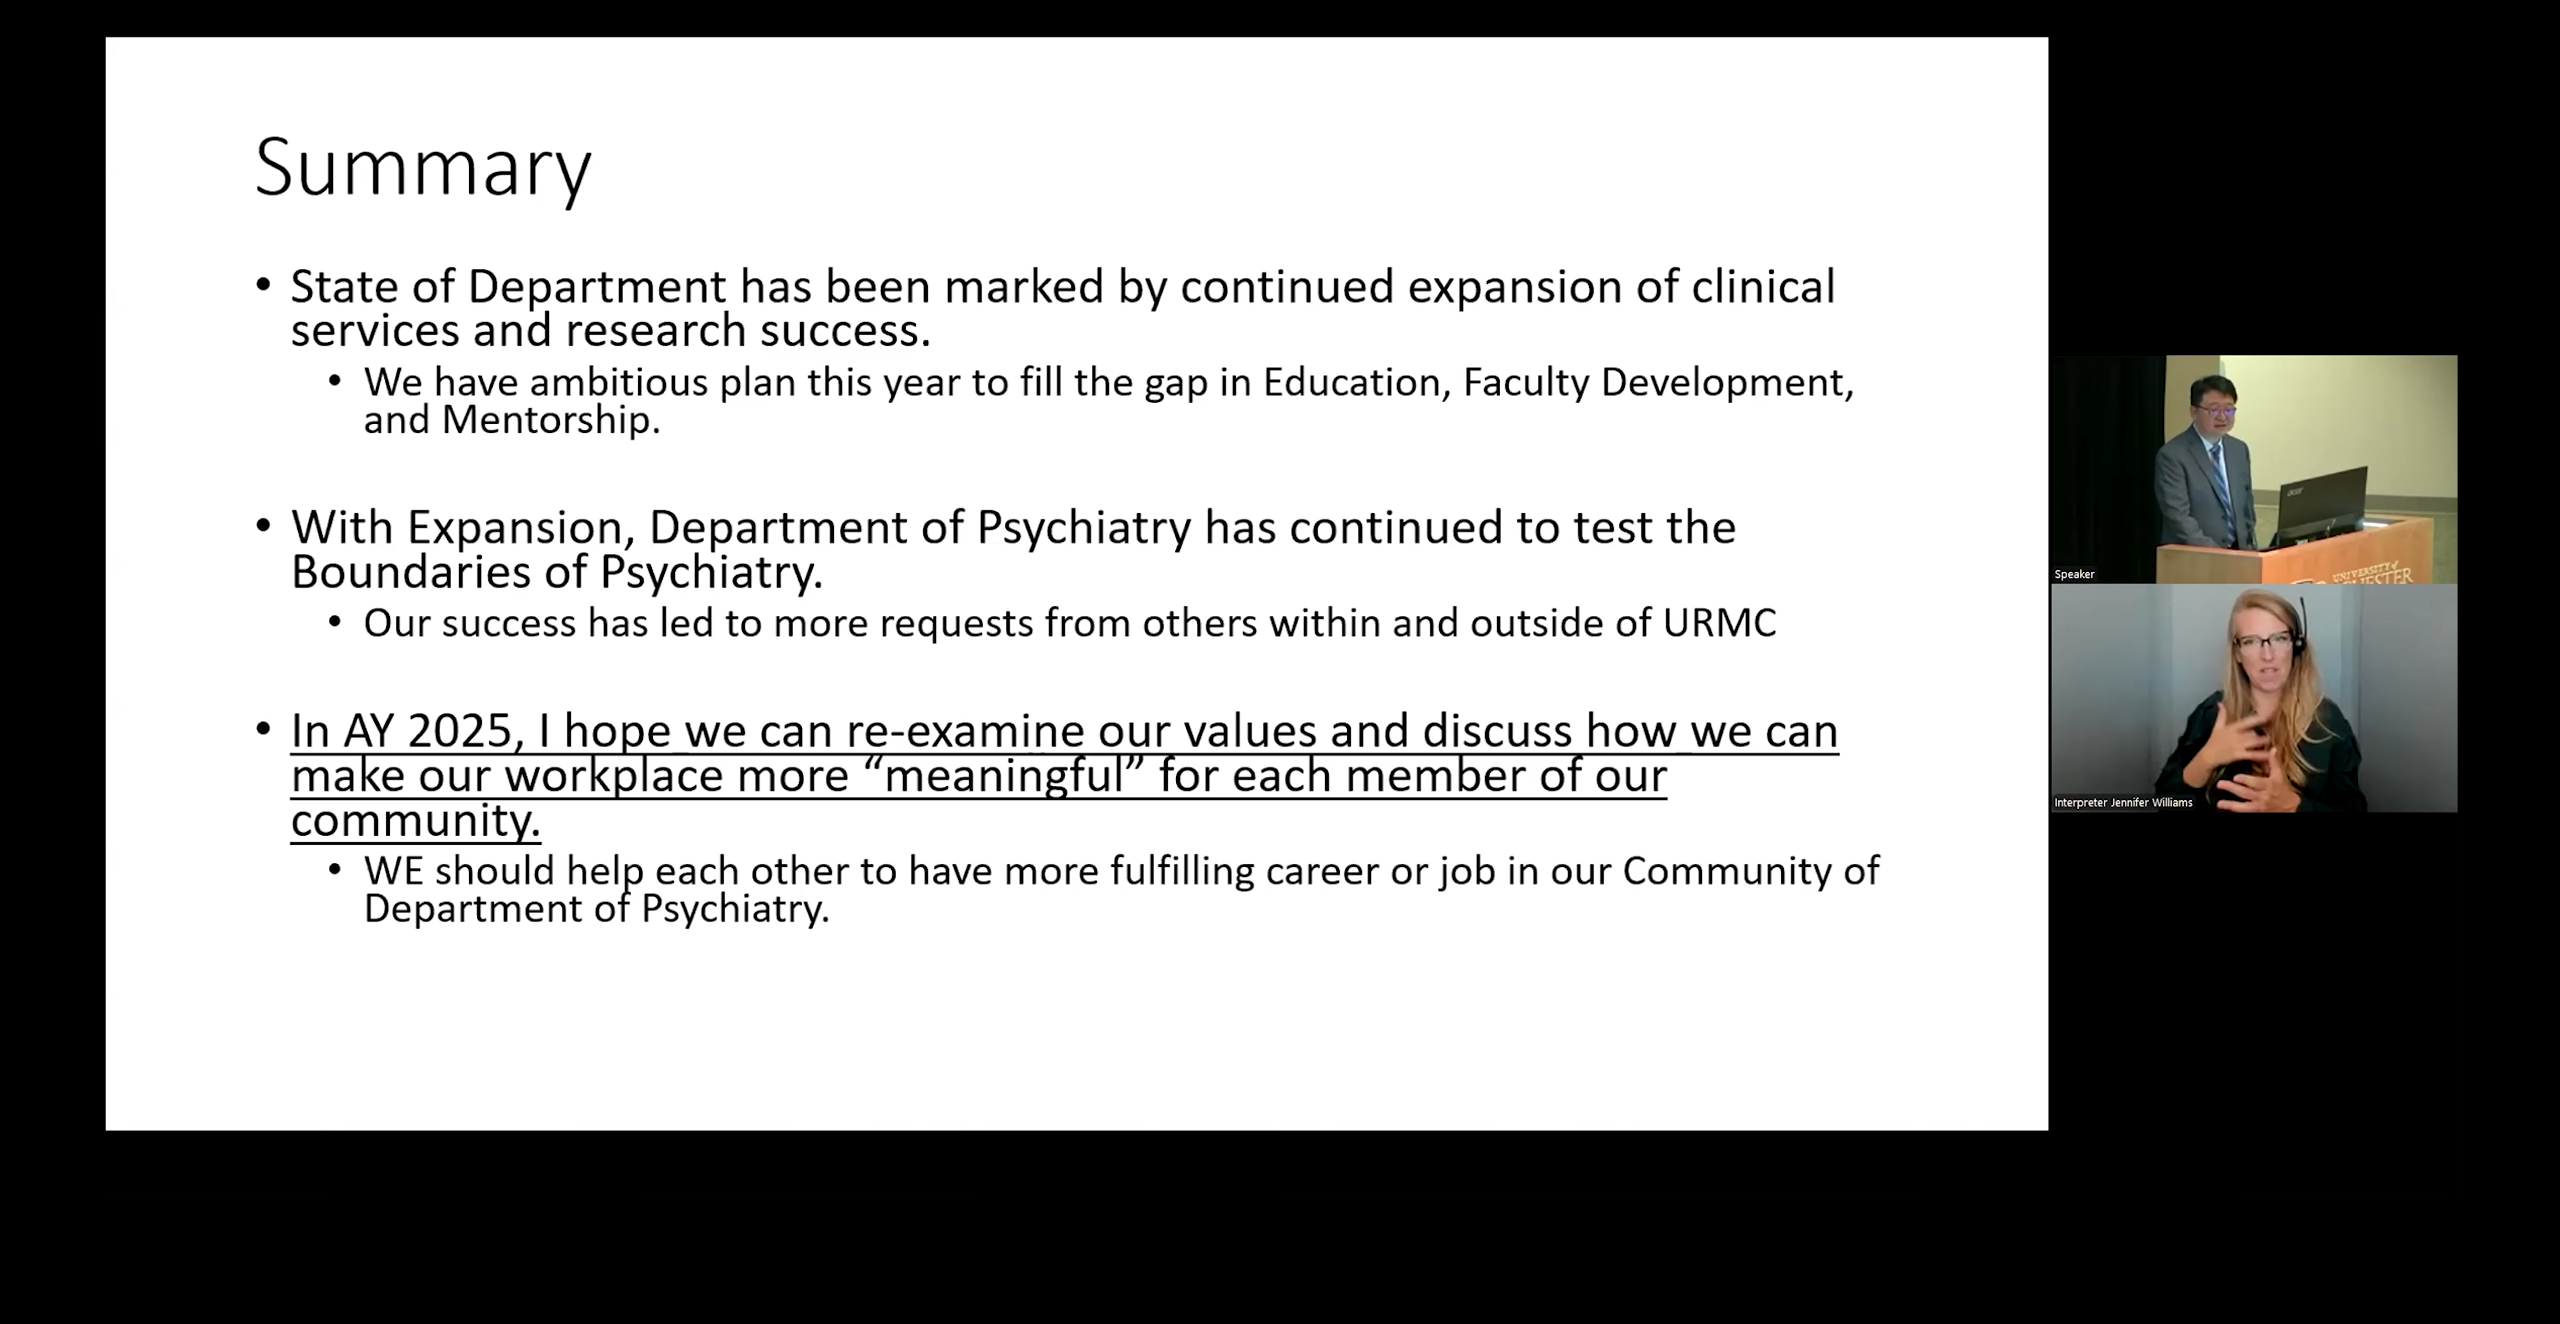 Summary
• State of Department has been marked by continued expansion of clinical
services and research success.
• We have ambitious plan this year to fill the gap in Education, Faculty Development,
and Mentorship.
• With Expansion, Department of Psychiatry has continued to test the
Boundaries of Psychiatry.
• Our success has led to more requests from others within and outside of URMC
• In AY 2025, I hope we can re-examine our values and discuss how we can
make our workplace more “meaningful” for each member of our
community.
• WE should help each other to have more fulfilling career or job in our Community of
Department of Psychiatry.
acer
UNIVERSITY of
Speaker
Interpreter Jennifer Williams